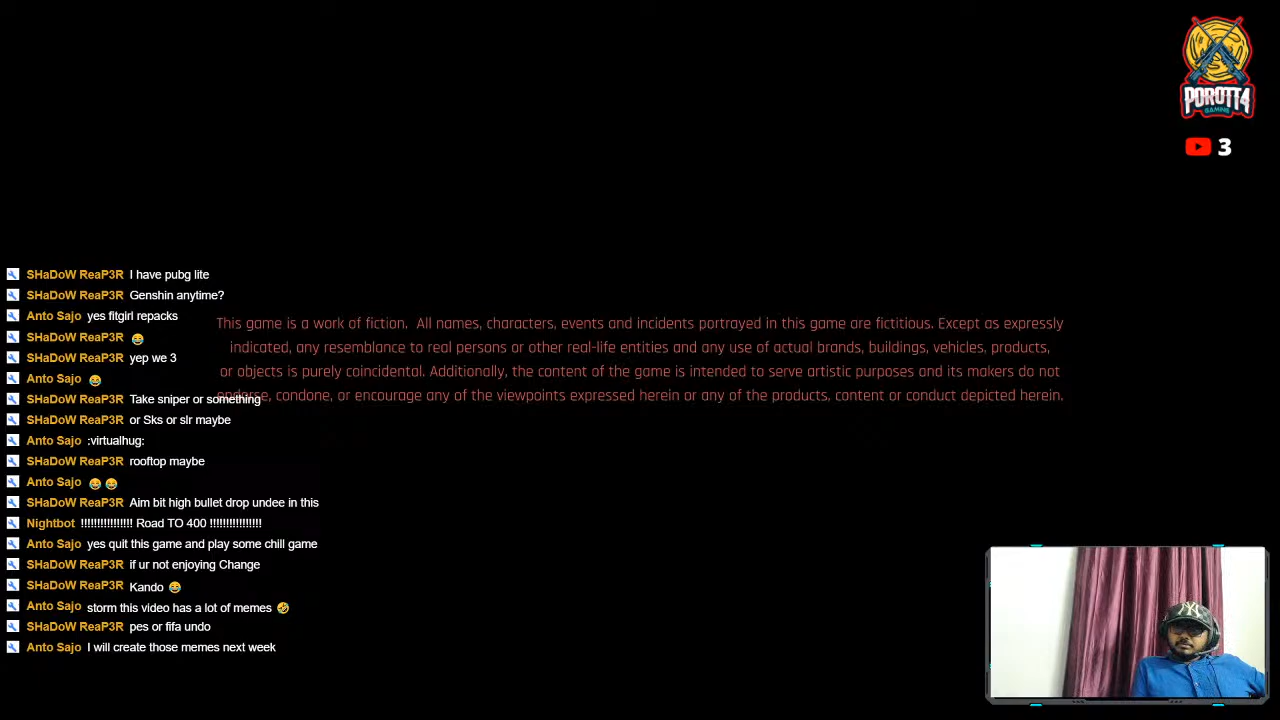 POROTT4
GAMING
3
SHaDoW ReaP3R I have pubg lite
SHaDoW ReaP3R Genshin anytime?
Anto Sajo yes fitgirl repacks
SHaDoW ReaP3R 😂
SHaDoW ReaP3R yep we 3
Anto Sajo 😂
SHaDoW ReaP3R Take sniper or something
SHaDoW ReaP3R or Sks or slr maybe
Anto Sajo :virtualhug:
SHaDoW ReaP3R rooftop maybe
Anto Sajo 😂 😂
SHaDoW ReaP3R Aim bit high bullet drop undee in this
Nightbot !!!!!!!!!!!!!!! Road TO 400 !!!!!!!!!!!!!!!
Anto Sajo yes quit this game and play some chill game
SHaDoW ReaP3R if ur not enjoying Change
SHaDoW ReaP3R Kando 😂
Anto Sajo storm this video has a lot of memes 🤣
SHaDoW ReaP3R pes or fifa undo
Anto Sajo I will create those memes next week
This game is a work of fiction. All names, characters, events and incidents portrayed in this game are fictitious. Except as expressly
indicated, any resemblance to real persons or other real-life entities and any use of actual brands, buildings, vehicles, products,
or objects is purely coincidental. Additionally, the content of the game is intended to serve artistic purposes and its makers do not
endorse, condone, or encourage any of the viewpoints expressed herein or any of the products, content or conduct depicted herein.
NY